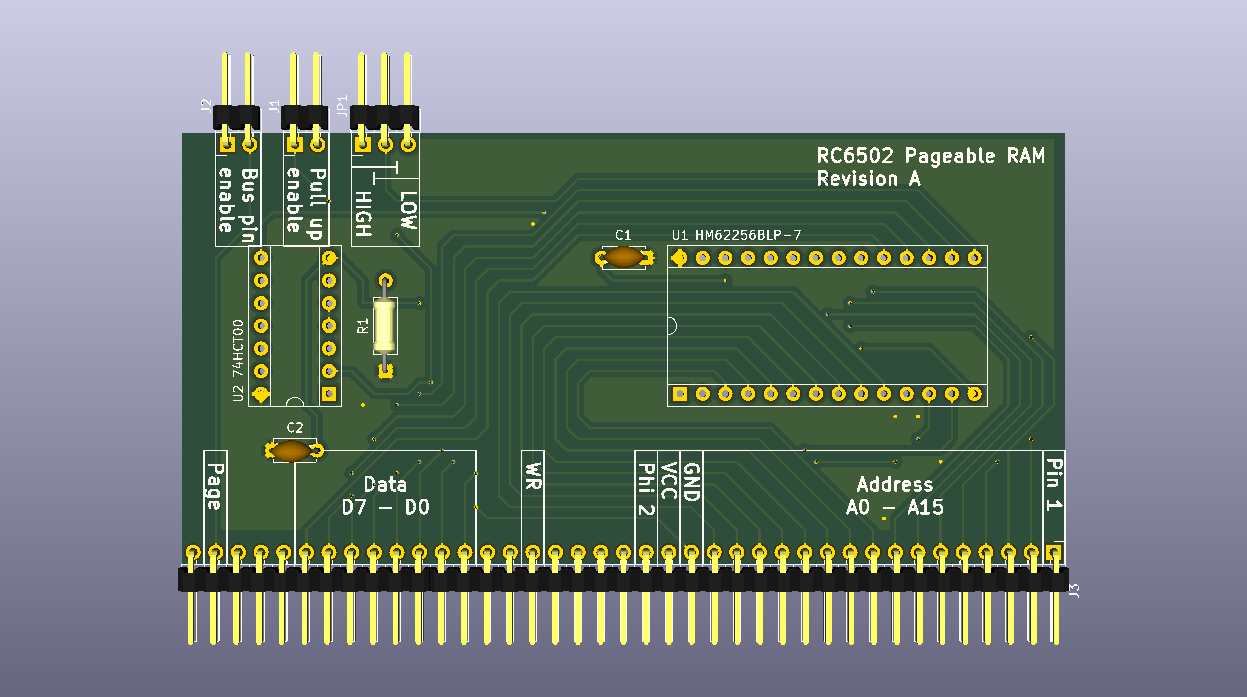 J2
J1
JP1
Bus pin
enable
Pull up
enable
HIGH
LOW
RC6502 Pageable RAM
Revision A
C1
U1 HM62256BLP-7
R1
U2 74HCT00
C2
Page
Data
D7 - D0
WR
Phi 2
VCC
GND
Address
A0 - A15
Pin 1
J3